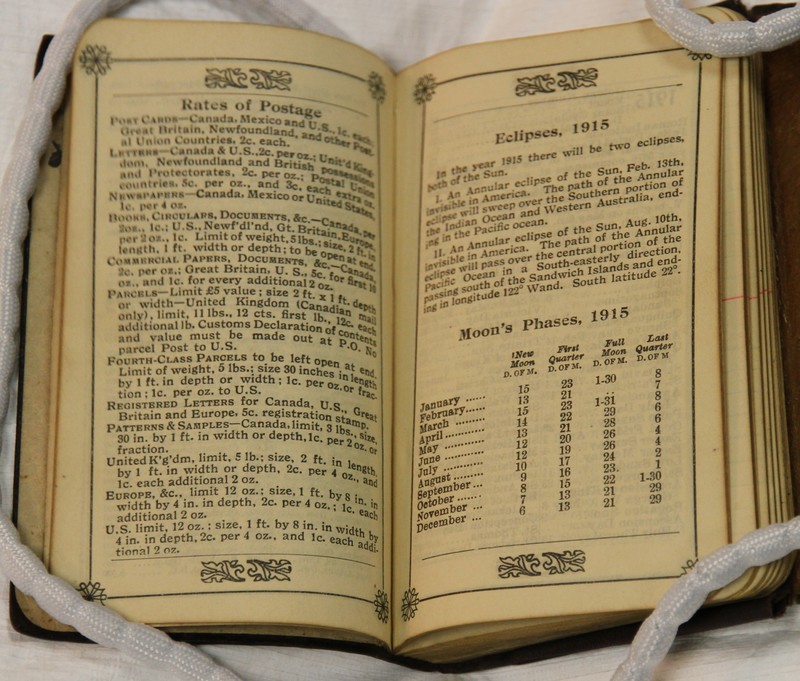 Rates of Postage
Post Cards—Canada, Mexico and U.S., 1c. each;
Great Britain, Newfoundland, and other Post-
al Union Countries, 2c. each.
Letters—Canada & U.S., 2c. per oz.; Unit'd King-
dom, Newfoundland and British possessions
and Protectorates, 2c. per oz.; Postal Union
countries, 5c. per oz., and 3c. each extra oz.
Newspapers—Canada, Mexico or United States,
1c. per 4 oz.
Books, Circulars, Documents, &c.—Canada, per
2oz., 1c.; U.S., Newf'dl'nd, Gt. Britain, Europe,
per 2 oz., 1c. Limit of weight, 5 lbs.; size, 2 ft. in
length, 1 ft. width or depth; to be open at end.
Commercial Papers, Documents, &c.—Canada,
2c. per oz.; Great Britain, U. S., 5c. for first 10
oz., and 1c. for every additional 2 oz.
Parcels—Limit £5 value; size 2 ft. x 1 ft. depth
or width—United Kingdom (Canadian mail
only), limit, 11 lbs., 12 cts. first lb., 12c. each
additional lb. Customs Declaration of contents
and value must be made out at P.O. No
parcel Post to U.S.
Fourth-Class Parcels to be left open at end.
Limit of weight, 5 lbs.; size 30 inches in length
by 1 ft. in depth or width; 1c. per oz. or frac-
tion; 1c. per oz. to U.S.
Registered Letters for Canada, U.S., Great
Britain and Europe, 5c. registration stamp.
Patterns & Samples—Canada, limit, 3 lbs., size,
30 in. by 1 ft. in width or depth, 1c. per 2 oz. or
fraction.
United K'g'dm, limit, 5 lb.; size, 2 ft. in length,
by 1 ft. in width or depth, 2c. per 4 oz., and
1c. each additional 2 oz.
Europe, &c., limit 12 oz.; size, 1 ft. by 8 in. in
width by 4 in. in depth, 2c. per 4 oz.; 1c. each
additional 2 oz.
U.S. limit, 12 oz.; size, 1 ft. by 8 in. in width by
4 in. in depth, 2c. per 4 oz., and 1c. each addi-
tional 2 oz.
Eclipses, 1915
In the year 1915 there will be two eclipses,
both of the Sun.
I. An Annular eclipse of the Sun, Feb. 13th,
invisible in America. The path of the Annular
eclipse will sweep over the Southern portion of
the Indian Ocean and Western Australia, end-
ing in the Pacific ocean.
II. An Annular eclipse of the Sun, Aug. 10th,
invisible in America. The path of the Annular
eclipse will pass over the central portion of the
Pacific Ocean in a South-easterly direction,
passing south of the Sandwich Islands and end-
ing in longitude 122° Wand. South latitude 22°.
Moon's Phases, 1915
New Moon First Quarter Full Moon Last Quarter
D. OF M. D. OF M. D. OF M. D. OF M
January ...... 15 23 1-30 8
February...... 13 21 7
March ......... 15 23 1-31 8
April............ 14 22 29 6
May ............ 13 21 28 6
June ............ 12 20 26 4
July ............ 12 19 26 4
August......... 10 17 24 2
September... 9 16 23. 1
October ....... 8 15 22 1-30
November ... 7 13 21 29
December ... 6 13 21 29